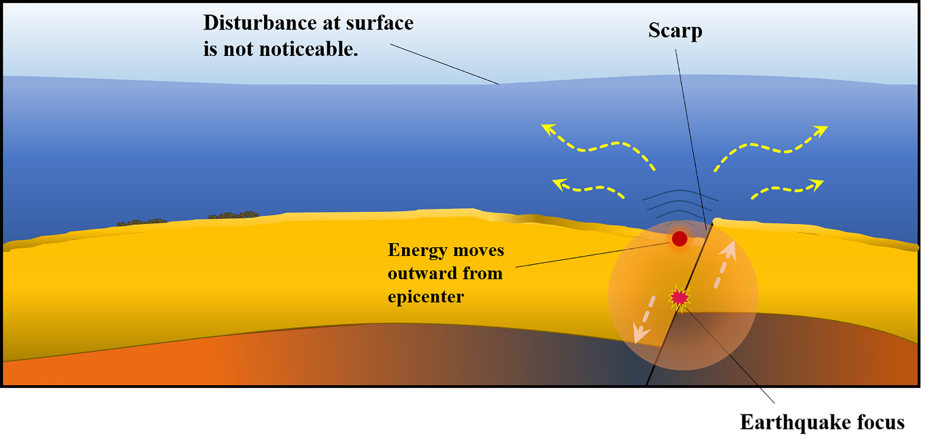 Disturbance at surface
is not noticeable.
Scarp
Energy moves
outward from
epicenter
Earthquake focus